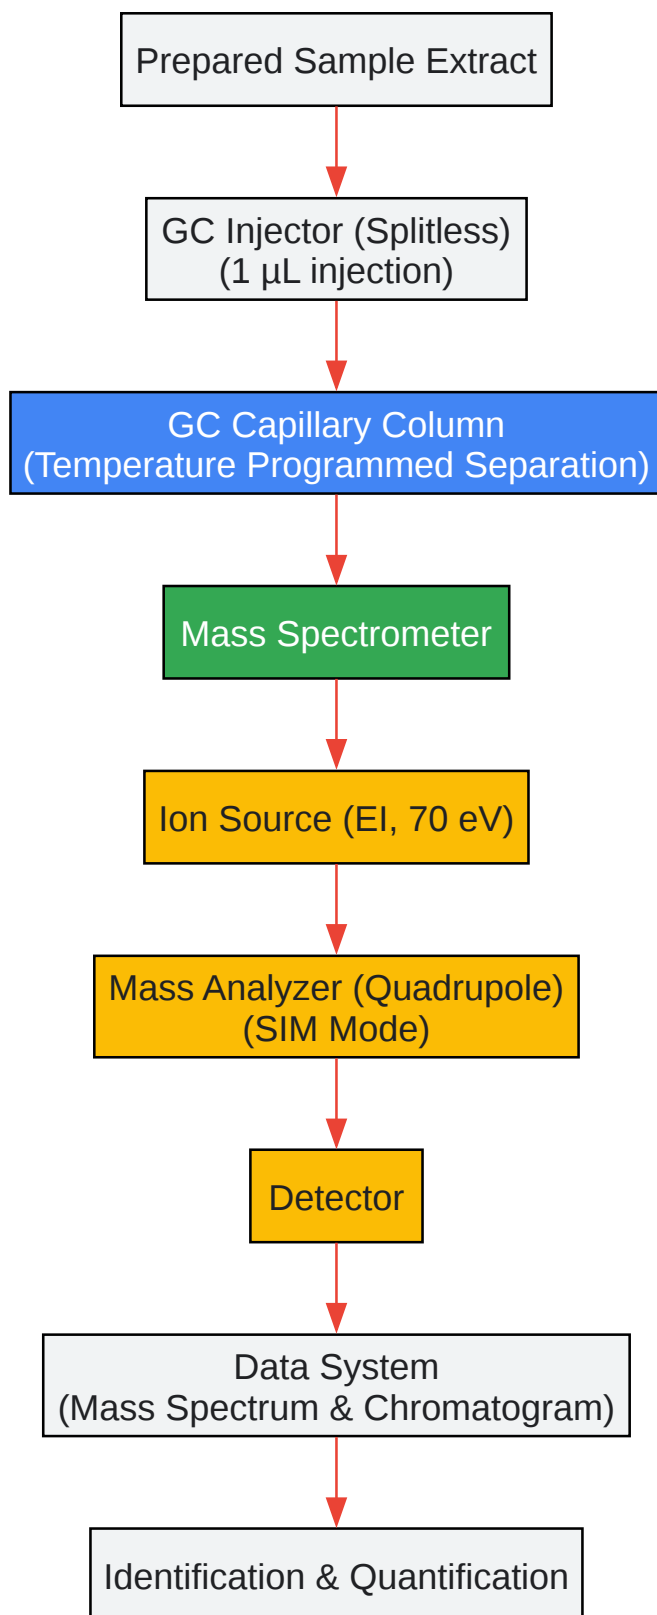 Prepared Sample Extract
GC Injector (Splitless)
(1 µL injection)
GC Capillary Column
(Temperature Programmed Separation)
Mass Spectrometer
Ion Source (EI, 70 eV)
Mass Analyzer (Quadrupole)
(SIM Mode)
Detector
Data System
(Mass Spectrum & Chromatogram)
Identification & Quantification